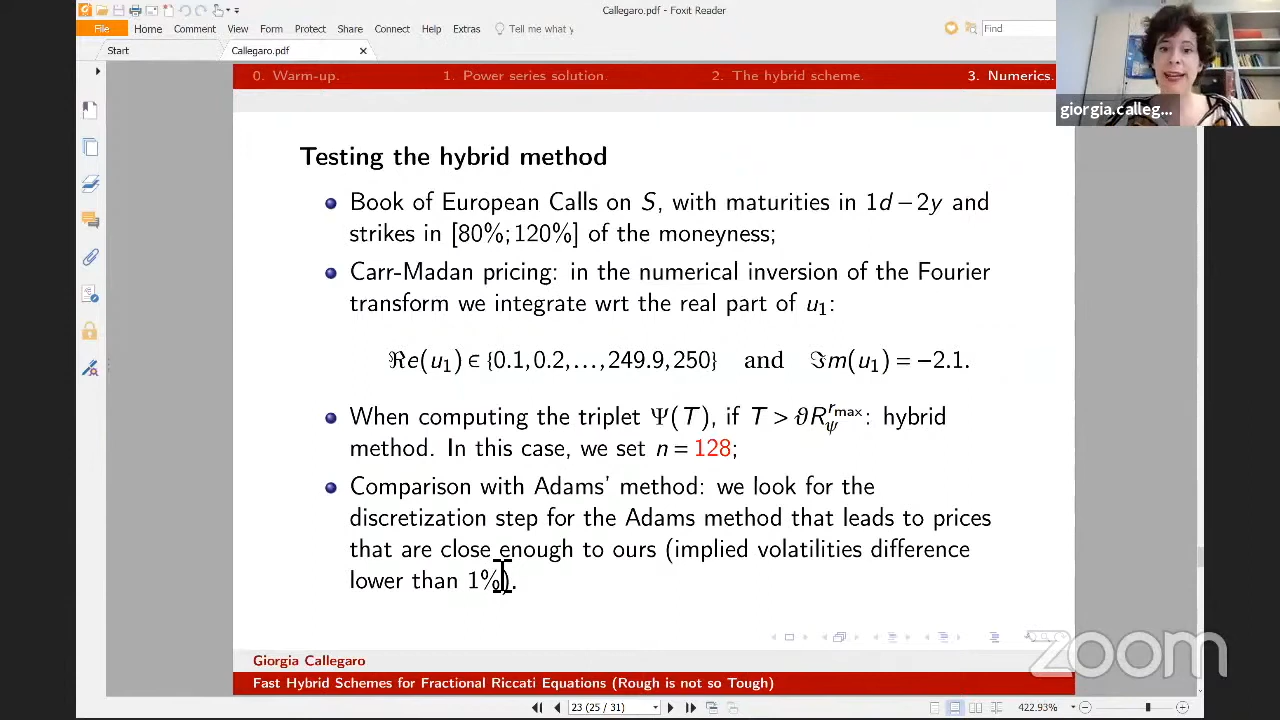 Callegaro.pdf - Foxit Reader
File Home Comment View Form Protect Share Connect Help Extras Tell me what y Find
Start Callegaro.pdf
0. Warm-up. 1. Power series solution. 2. The hybrid scheme. 3. Numerics.
giorgia.calleg...
Testing the hybrid method
Book of European Calls on S, with maturities in 1d − 2y and
strikes in [80%; 120%] of the moneyness;
Carr-Madan pricing: in the numerical inversion of the Fourier
transform we integrate wrt the real part of u₁:
ℜe(u₁) ∈ {0.1, 0.2, ..., 249.9, 250} and ℑm(u₁) = −2.1.
When computing the triplet Ψ(T), if T > ϑR_ψ^{r_max}: hybrid
method. In this case, we set n = 128;
Comparison with Adams' method: we look for the
discretization step for the Adams method that leads to prices
that are close enough to ours (implied volatilities difference
lower than 1%).
zoom
Giorgia Callegaro
Fast Hybrid Schemes for Fractional Riccati Equations (Rough is not so Tough)
23 (25 / 31) 422.93%